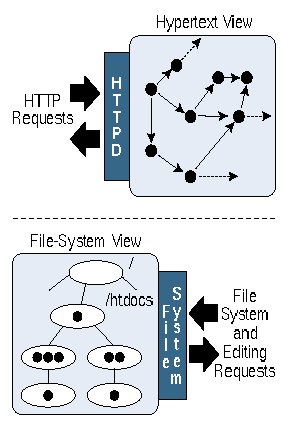 Hypertext View
HTTP
Requests
HTTPD
File-System View
/
/htdocs
File
System
File
System
and
Editing
Requests